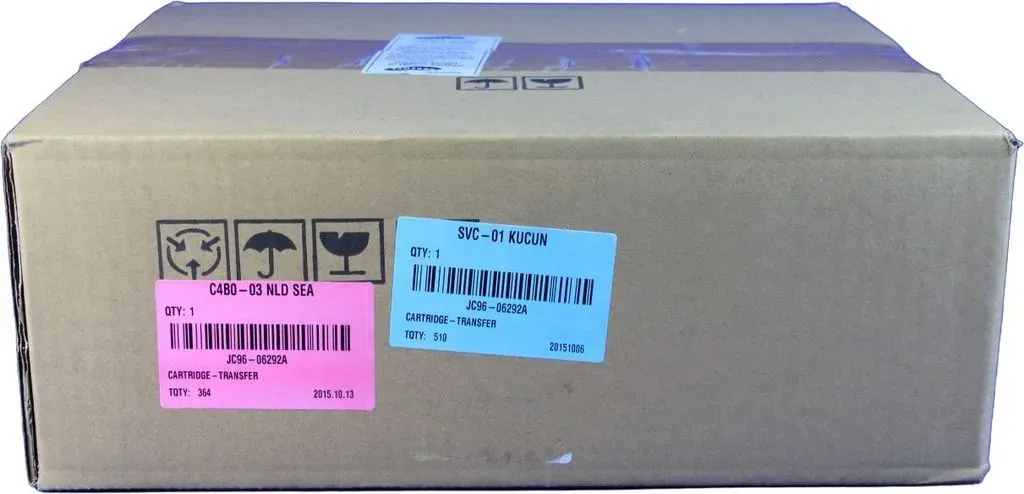 SVC-01 KUCUN
QTY: 1
JC96-06292A
CARTRIDGE-TRANSFER
TQTY: 510
20151006
C4B0-03 NLD SEA
QTY: 1
JC96-06292A
CARTRIDGE-TRANSFER
TQTY: 364
2015.10.13